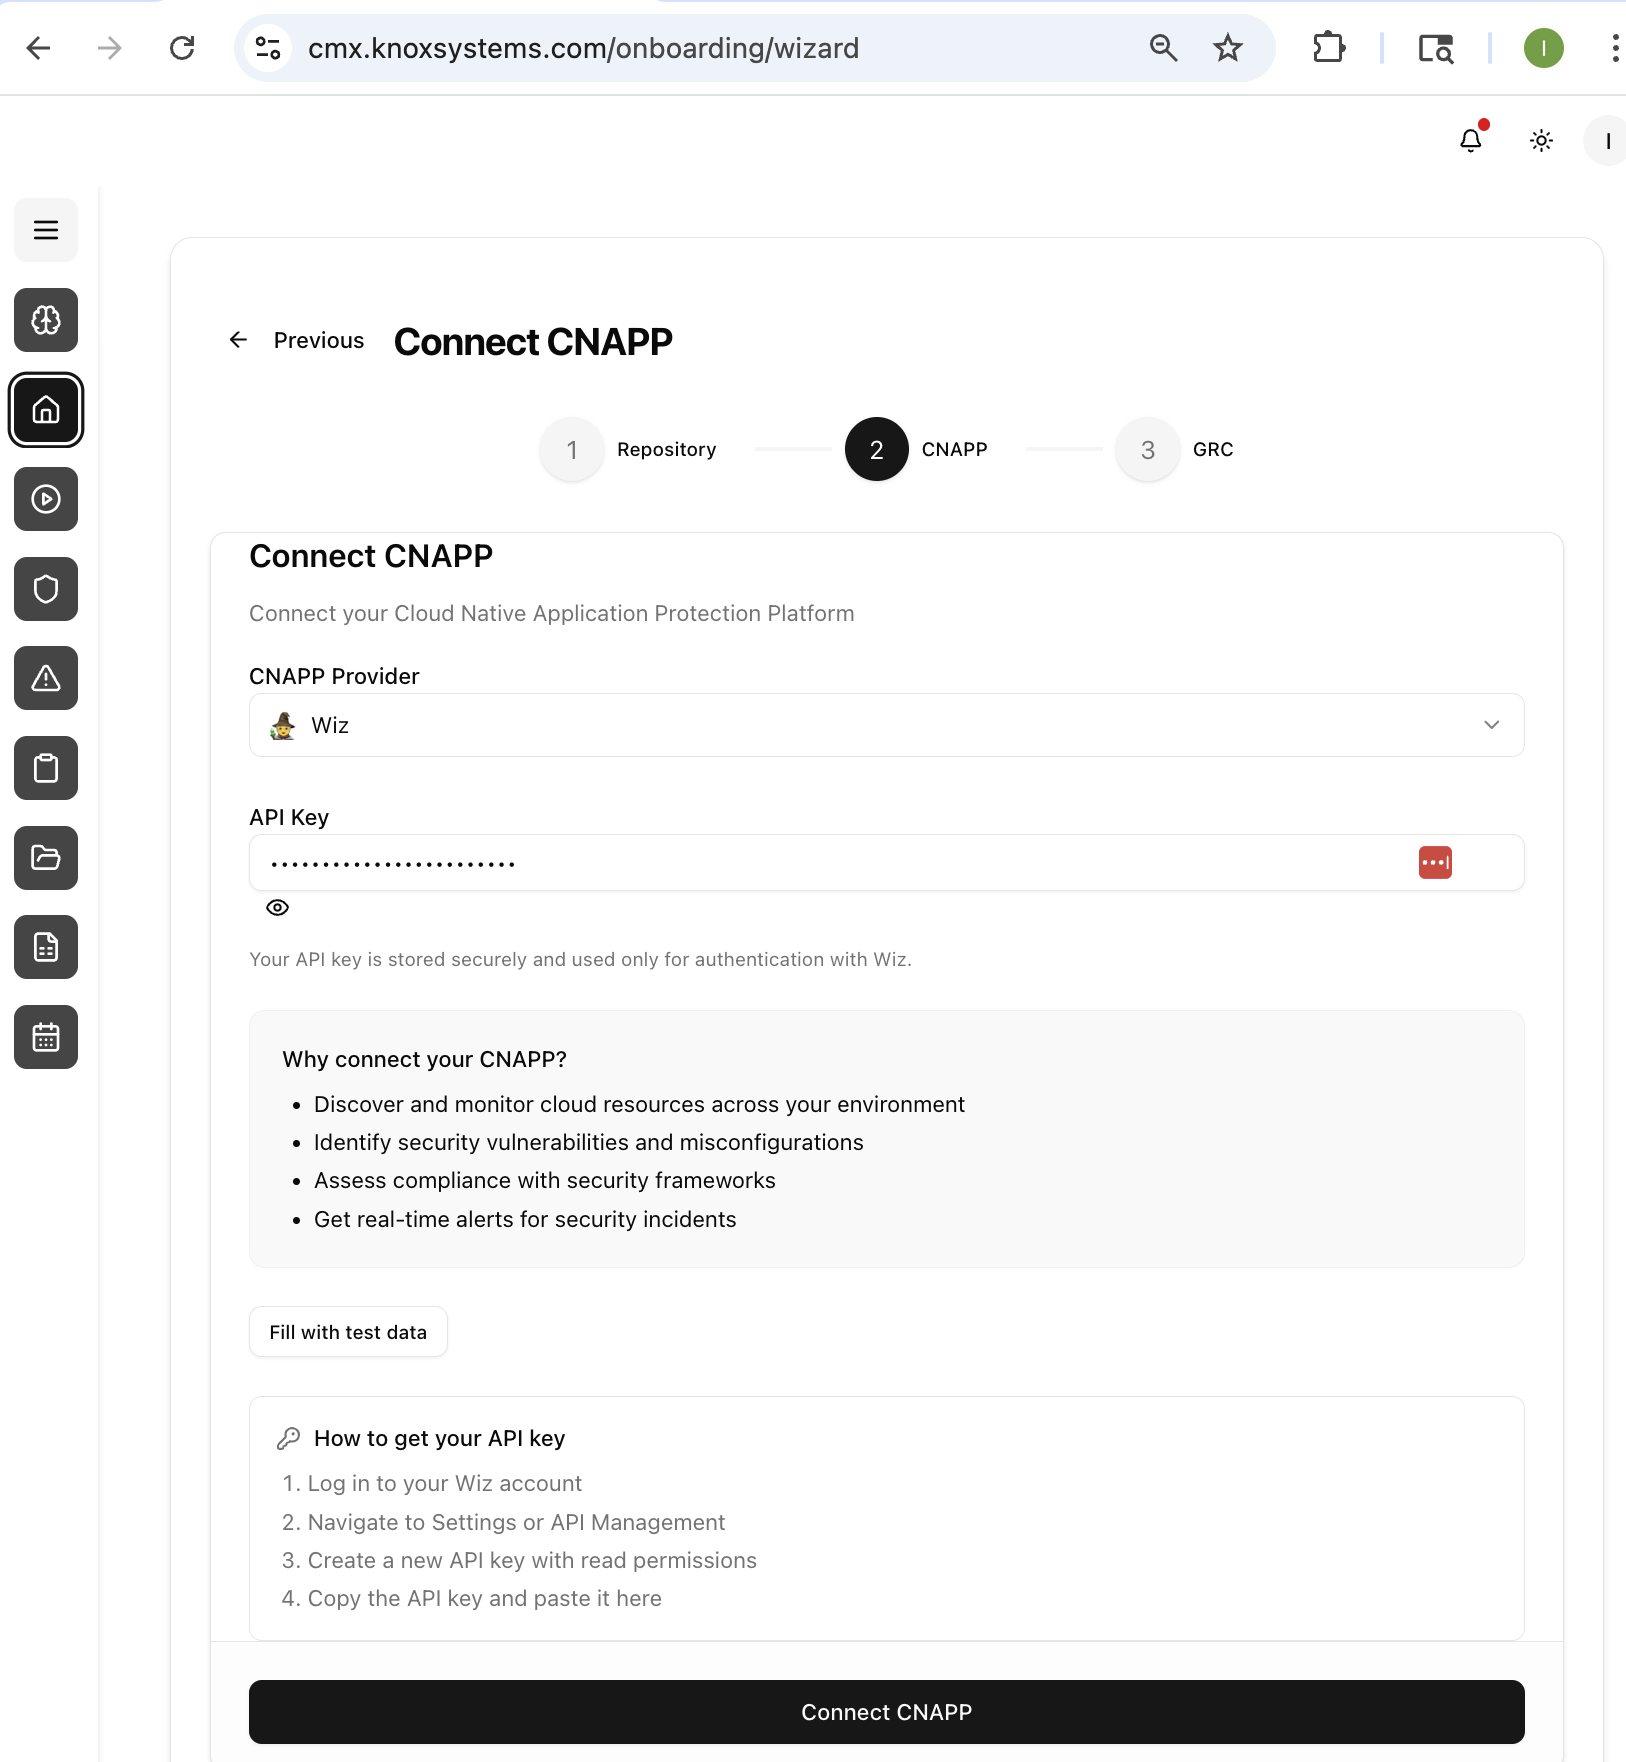 cmx.knoxsystems.com/onboarding/wizard
I
I
Previous
Connect CNAPP
1
Repository
2
CNAPP
3
GRC
Connect CNAPP
Connect your Cloud Native Application Protection Platform
CNAPP Provider
Wiz
API Key
••••••••••••••••••••••••
Your API key is stored securely and used only for authentication with Wiz.
Why connect your CNAPP?
• Discover and monitor cloud resources across your environment
• Identify security vulnerabilities and misconfigurations
• Assess compliance with security frameworks
• Get real-time alerts for security incidents
Fill with test data
How to get your API key
1. Log in to your Wiz account
2. Navigate to Settings or API Management
3. Create a new API key with read permissions
4. Copy the API key and paste it here
Connect CNAPP